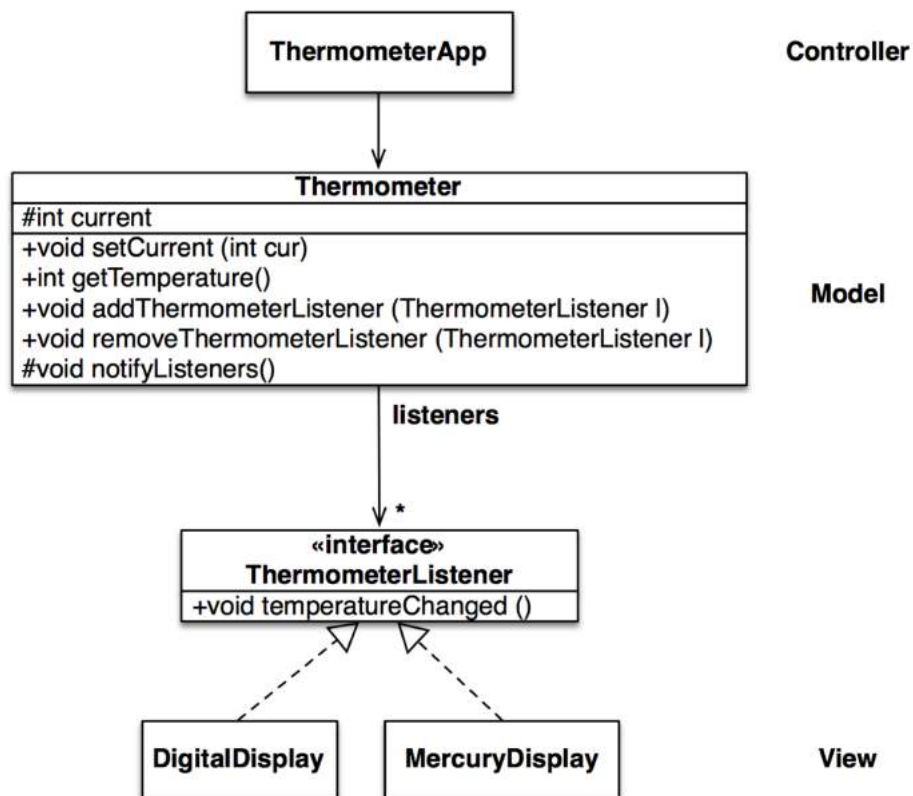 ThermometerApp
Controller
Thermometer
#int current
+void setCurrent (int cur)
+int getTemperature()
+void addThermometerListener (ThermometerListener l)
+void removeThermometerListener (ThermometerListener l)
#void notifyListeners()
Model
listeners
*
«interface»
ThermometerListener
+void temperatureChanged ()
DigitalDisplay
MercuryDisplay
View